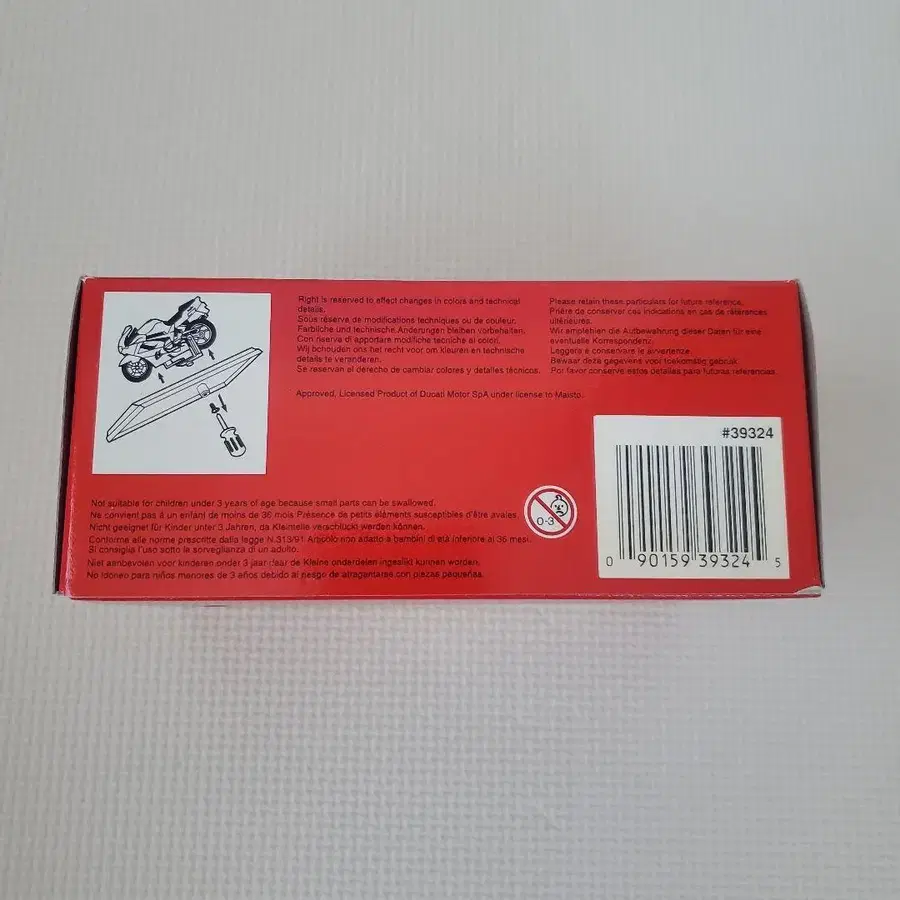 Right is reserved to effect changes in colors and technical
details.
Sous réserve de modifications techniques ou de couleur.
Farbliche und technische Änderungen bleiben vorbehalten.
Con riserva di apportare modifiche tecniche ai colori.
Wij behouden ons het recht voor om kleuren en technische
details te veranderen.
Se reservan el derecho de cambiar colores y detalles técnicos.
Please retain these particulars for future reference.
Prière de conserver ces indications en cas de références
ultérieures.
Wir empfehlen die Aufbewahrung dieser Daten für eine
eventuelle Korrespondenz.
Leggere e conservare le avvertenze.
Bewaar deze gegevens voor toekomstig gebruik.
Por favor conserve estos detalles para futuras referencias.
Approved, Licensed Product of Ducati Motor SpA under license to Maisto.
#39324
0 90159 39324 5
Not suitable for children under 3 years of age because small parts can be swallowed.
Ne convient pas à un enfant de moins de 36 mois Présence de petits éléments susceptibles d'être avales.
Nicht geeignet für Kinder unter 3 Jahren, da Kleinteile verschluckt werden können.
Conforme alle norme prescritte dalla legge N.313/91 Articolo non adatto a bambini di età inferiore ai 36 mesi.
Si consiglia l'uso sotto la sorveglianza di un adulto.
Niet aanbevolen voor kinderen onder 3 jaar daar de Kleine onderdelen ingeslikt kunnen worden.
No idoneo para niños menores de 3 años debido al riesgo de atragantarse con piezas pequeñas.
0-3